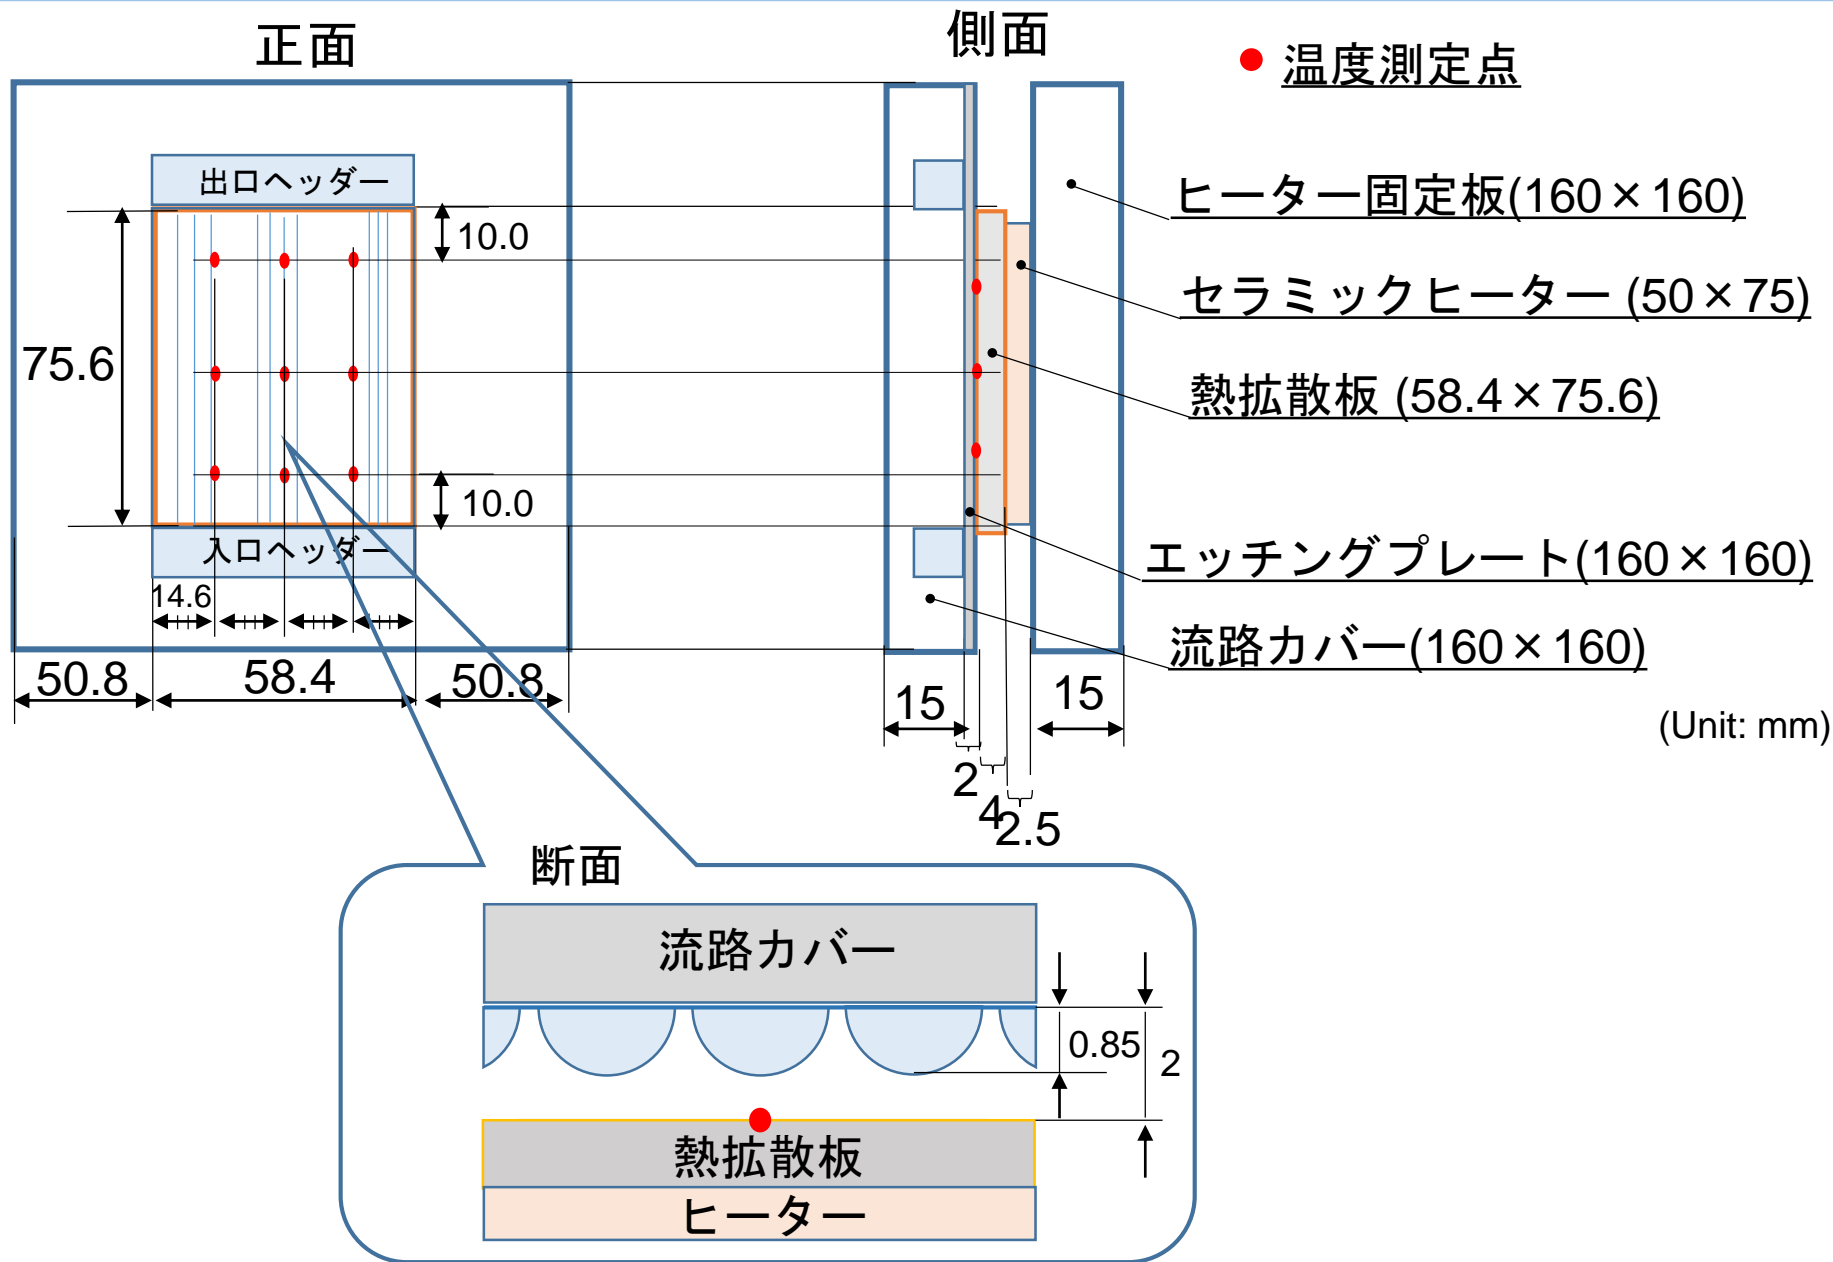 正面
側面
温度測定点
出口ヘッダー
10.0
75.6
10.0
入口ヘッダー
14.6
50.8
58.4
50.8
ヒーター固定板(160×160)
セラミックヒーター (50×75)
熱拡散板 (58.4×75.6)
エッチングプレート(160×160)
流路カバー(160×160)
15
15
2
4
2.5
(Unit: mm)
断面
流路カバー
0.85
2
熱拡散板
ヒーター